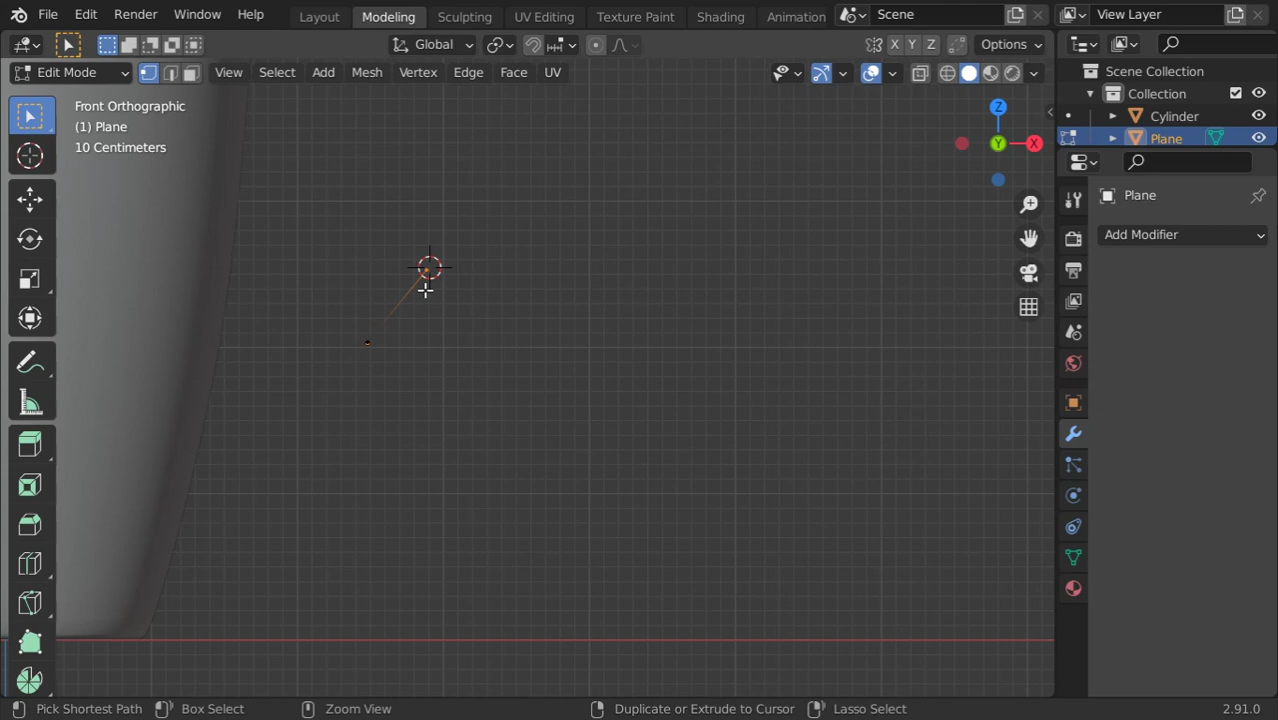 File Edit Render Window Help Layout Modeling Sculpting UV Editing Texture Paint Shading Animation Scene View Layer
Global X Y Z Options
Edit Mode View Select Add Mesh Vertex Edge Face UV
Scene Collection
Collection
Cylinder
Plane
Front Orthographic
(1) Plane
10 Centimeters
Z
Y
X
Plane
Add Modifier
Pick Shortest Path Box Select Zoom View Duplicate or Extrude to Cursor Lasso Select 2.91.0